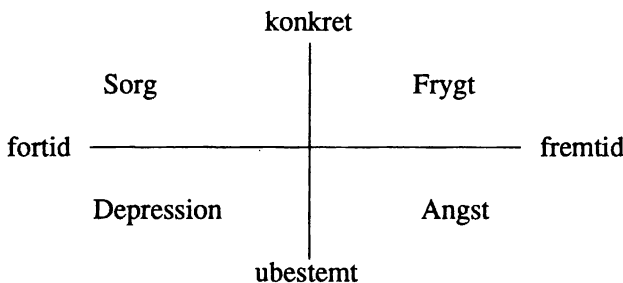 konkret
Sorg Frygt
fortid fremtid
Depression Angst
ubestemt